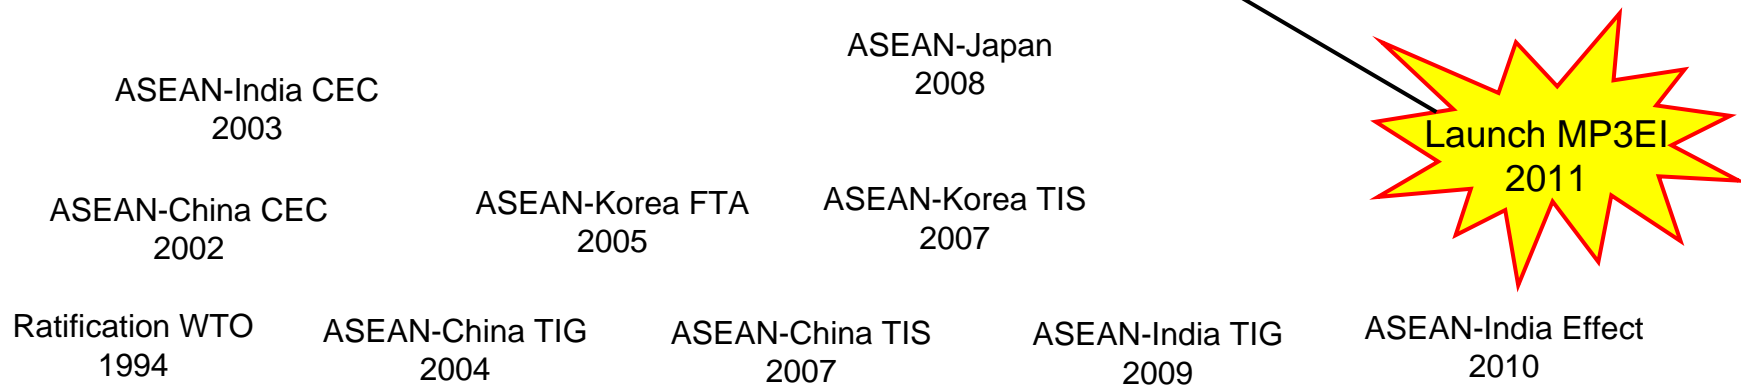 ASEAN-Japan
2008
ASEAN-India CEC
2003
Launch MP3EI
2011
ASEAN-China CEC
2002
ASEAN-Korea FTA
2005
ASEAN-Korea TIS
2007
Ratification WTO
1994
ASEAN-China TIG
2004
ASEAN-China TIS
2007
ASEAN-India TIG
2009
ASEAN-India Effect
2010